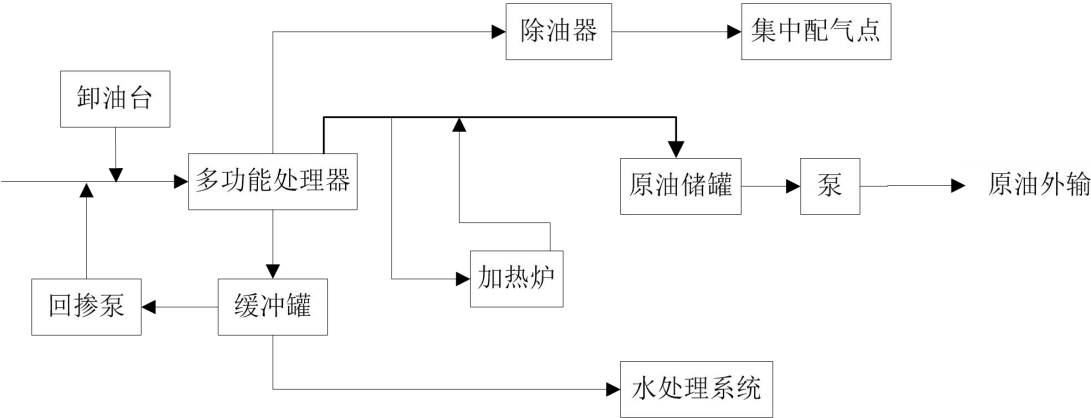 除油器
集中配气点
卸油台
多功能处理器
原油储罐
泵
原油外输
加热炉
回掺泵
缓冲罐
水处理系统